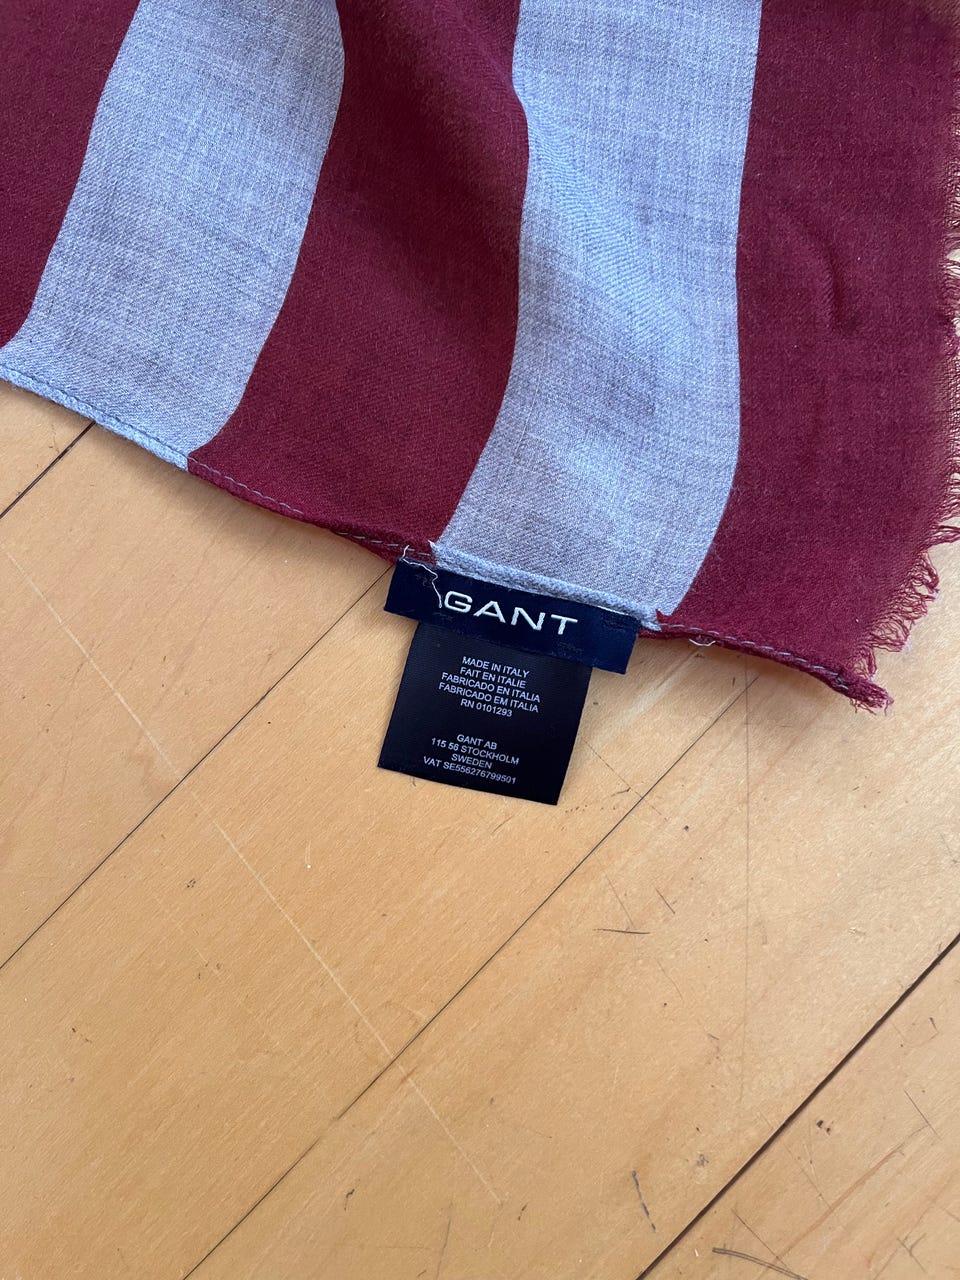 GANT
MADE IN ITALY
FAIT EN ITALIE
FABRICADO EN ITALIA
FABRICADO EM ITALIA
RN 0101293
GANT AB
115 56 STOCKHOLM
SWEDEN
VAT SE556276799501